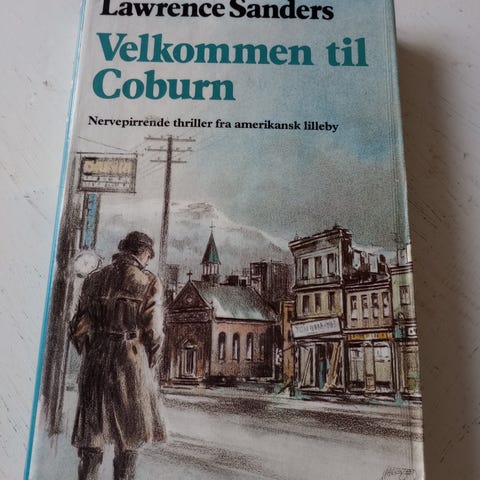 Lawrence Sanders
Velkommen til
Coburn
Nervepirrende thriller fra amerikansk lilleby